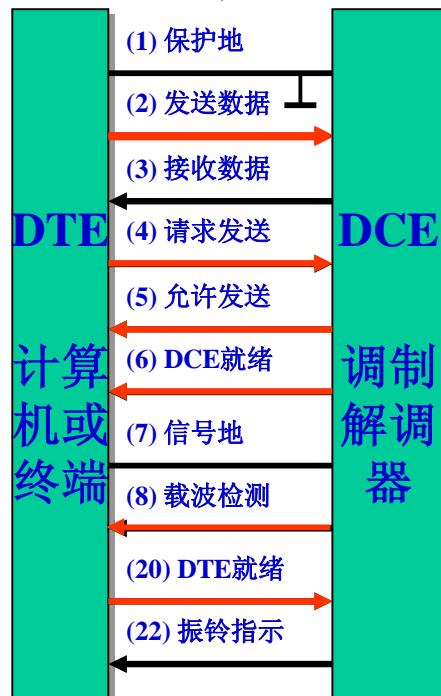 (1) 保护地
(2) 发送数据
(3) 接收数据
DTE
(4) 请求发送
DCE
(5) 允许发送
(6) DCE就绪
计算
机或
终端
调制
解调
器
(7) 信号地
(8) 载波检测
(20) DTE就绪
(22) 振铃指示